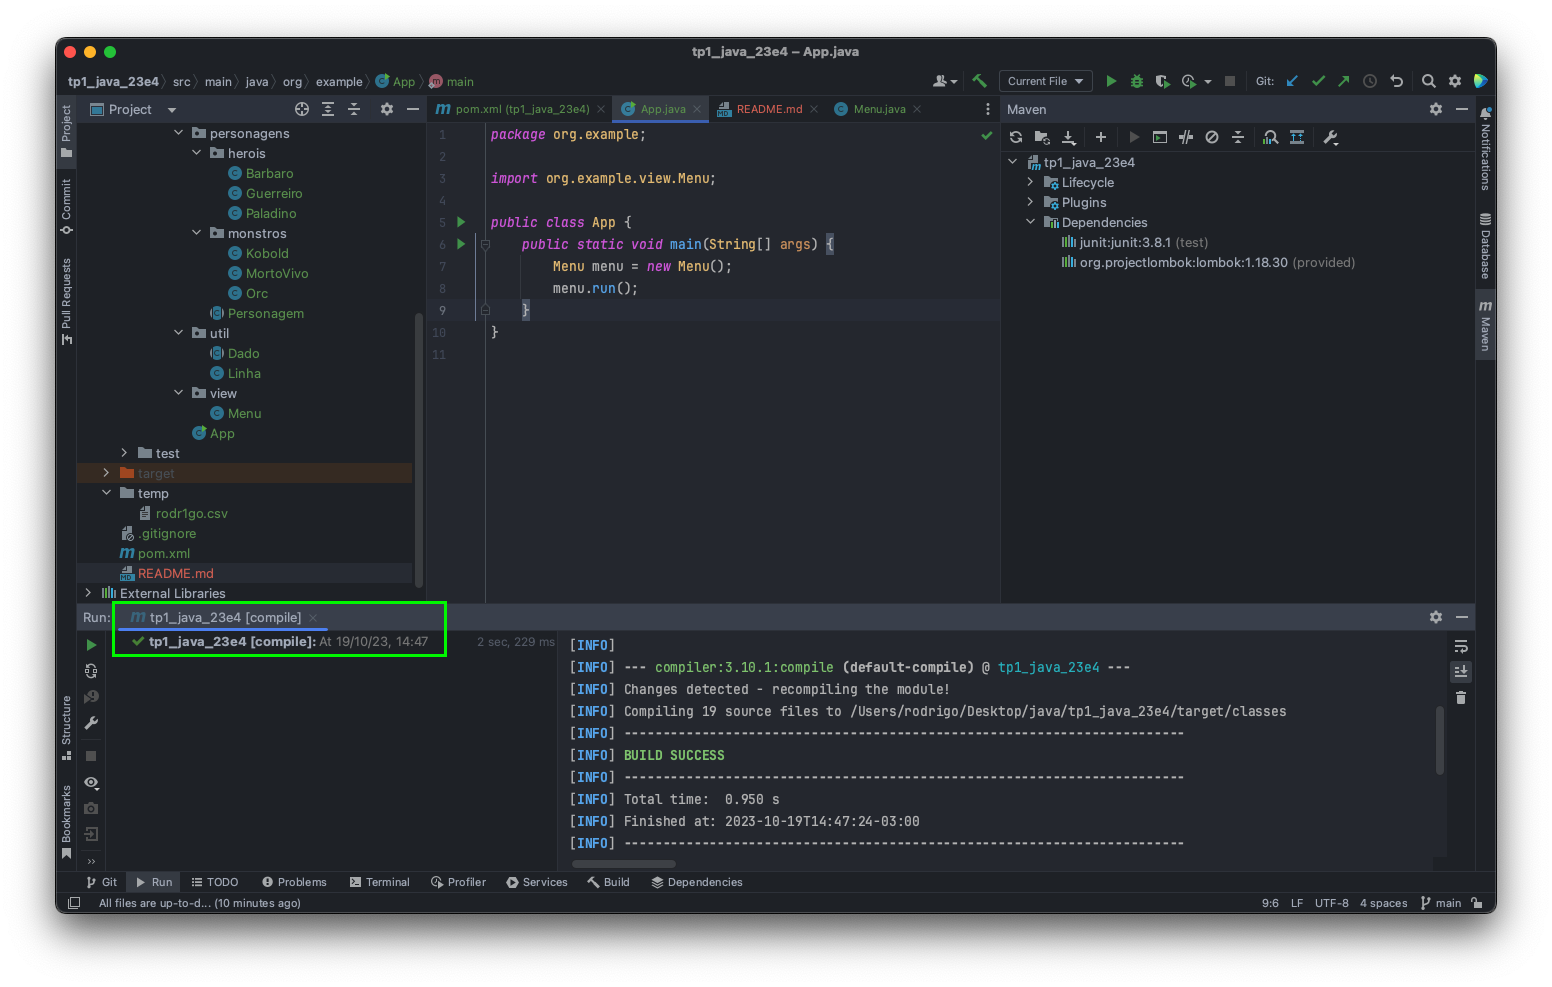 tp1_java_23e4 – App.java
tp1_java_23e4 src main java org example App main
Current File
Git:
Project
pom.xml (tp1_java_23e4)
App.java
README.md
Menu.java
Maven
Project
Commit
Pull Requests
Structure
Bookmarks
personagens
herois
Barbaro
Guerreiro
Paladino
monstros
Kobold
MortoVivo
Orc
Personagem
util
Dado
Linha
view
Menu
App
test
target
temp
rodr1go.csv
.gitignore
pom.xml
README.md
External Libraries
1 package org.example;
2
3 import org.example.view.Menu;
4
5 public class App {
6 public static void main(String[] args) {
7 Menu menu = new Menu();
8 menu.run();
9 }
10 }
11
tp1_java_23e4
Lifecycle
Plugins
Dependencies
junit:junit:3.8.1 (test)
org.projectlombok:lombok:1.18.30 (provided)
Notifications
Database
Maven
Run: tp1_java_23e4 [compile]
tp1_java_23e4 [compile]: At 19/10/23, 14:47 2 sec, 229 ms
[INFO]
[INFO] --- compiler:3.10.1:compile (default-compile) @ tp1_java_23e4 ---
[INFO] Changes detected - recompiling the module!
[INFO] Compiling 19 source files to /Users/rodrigo/Desktop/java/tp1_java_23e4/target/classes
[INFO] ------------------------------------------------------------------------
[INFO] BUILD SUCCESS
[INFO] ------------------------------------------------------------------------
[INFO] Total time: 0.950 s
[INFO] Finished at: 2023-10-19T14:47:24-03:00
[INFO] ------------------------------------------------------------------------
Git Run TODO Problems Terminal Profiler Services Build Dependencies
All files are up-to-d... (10 minutes ago) 9:6 LF UTF-8 4 spaces main